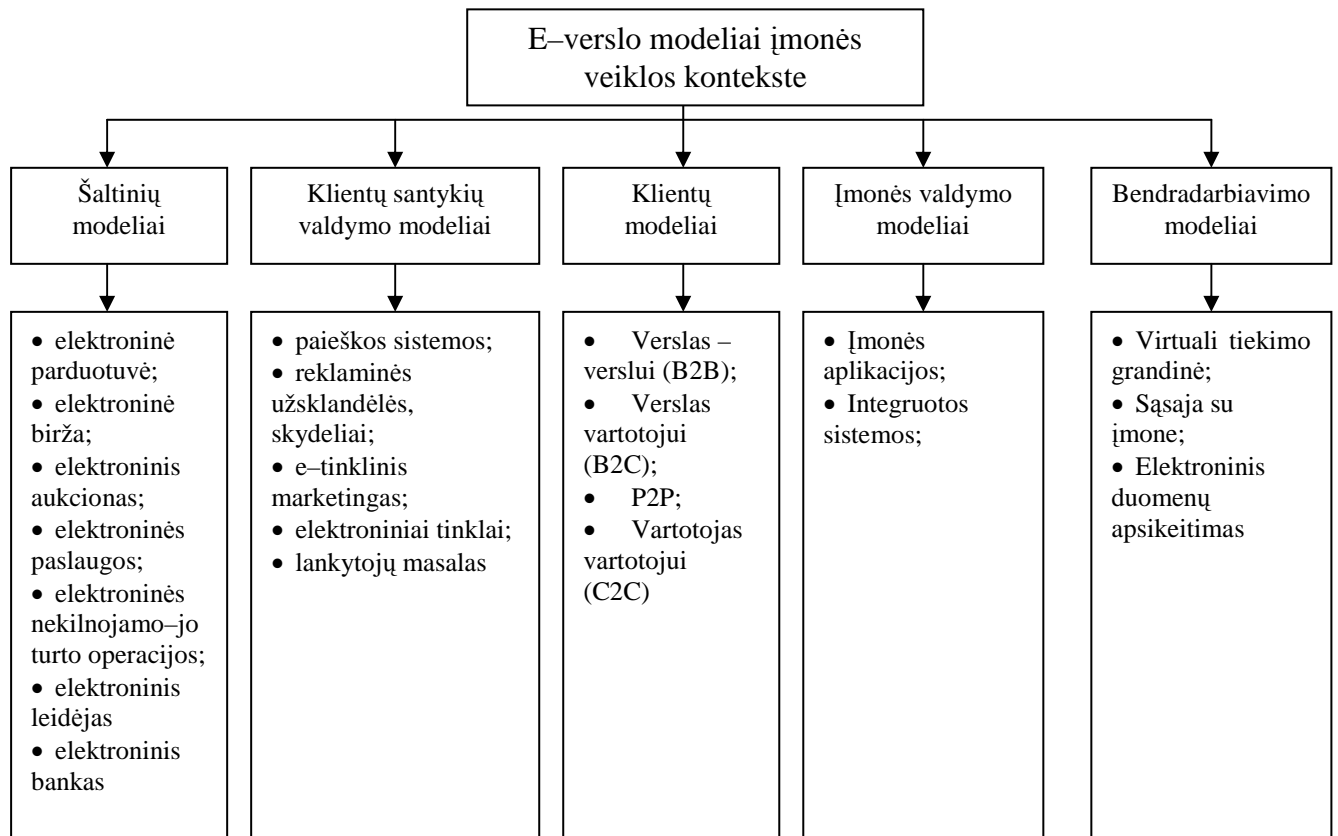 E–verslo modeliai įmonės
veiklos kontekste
Šaltinių
modeliai
Klientų santykių
valdymo modeliai
Klientų
modeliai
Įmonės valdymo
modeliai
Bendradarbiavimo
modeliai
• elektroninė
parduotuvė;
• elektroninė
birža;
• elektroninis
aukcionas;
• elektroninės
paslaugos;
• elektroninės
nekilnojamo–jo
turto operacijos;
• elektroninis
leidėjas
• elektroninis
bankas
• paieškos sistemos;
• reklaminės
užsklandėlės,
skydeliai;
• e–tinklinis
marketingas;
• elektroniniai tinklai;
• lankytojų masalas
• Verslas –
verslui (B2B);
• Verslas
vartotojui
(B2C);
• P2P;
• Vartotojas
vartotojui
(C2C)
• Įmonės
aplikacijos;
• Integruotos
sistemos;
• Virtuali tiekimo
grandinė;
• Sąsaja su
įmone;
• Elektroninis
duomenų
apsikeitimas